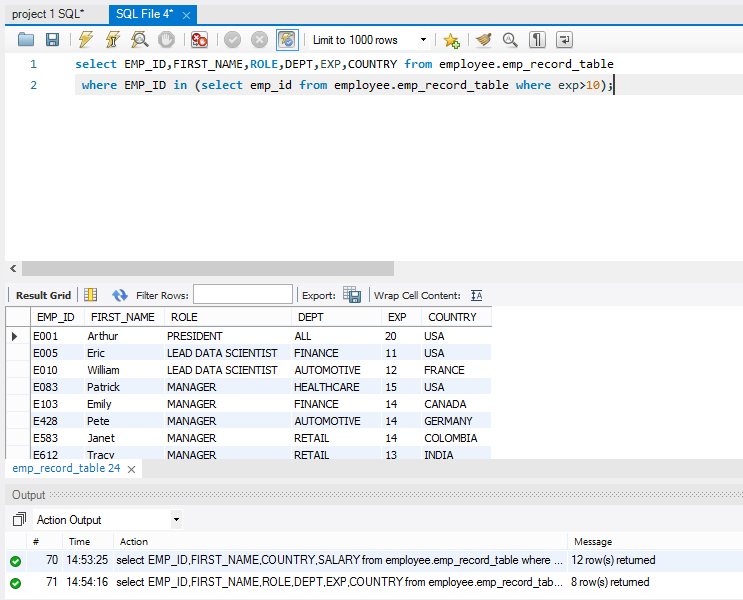 project 1 SQL* SQL File 4* ×
Limit to 1000 rows
1 select EMP_ID,FIRST_NAME,ROLE,DEPT,EXP,COUNTRY from employee.emp_record_table
2 where EMP_ID in (select emp_id from employee.emp_record_table where exp>10);
Result Grid Filter Rows: Export: Wrap Cell Content: IA
EMP_ID FIRST_NAME ROLE DEPT EXP COUNTRY
E001 Arthur PRESIDENT ALL 20 USA
E005 Eric LEAD DATA SCIENTIST FINANCE 11 USA
E010 William LEAD DATA SCIENTIST AUTOMOTIVE 12 FRANCE
E083 Patrick MANAGER HEALTHCARE 15 USA
E103 Emily MANAGER FINANCE 14 CANADA
E428 Pete MANAGER AUTOMOTIVE 14 GERMANY
E583 Janet MANAGER RETAIL 14 COLOMBIA
E612 Tracy MANAGER RETAIL 13 INDIA
emp_record_table 24 ×
Output
Action Output
# Time Action Message
70 14:53:25 select EMP_ID,FIRST_NAME,COUNTRY,SALARY from employee.emp_record_table where ... 12 row(s) returned
71 14:54:16 select EMP_ID,FIRST_NAME,ROLE,DEPT,EXP,COUNTRY from employee.emp_record_tab... 8 row(s) returned